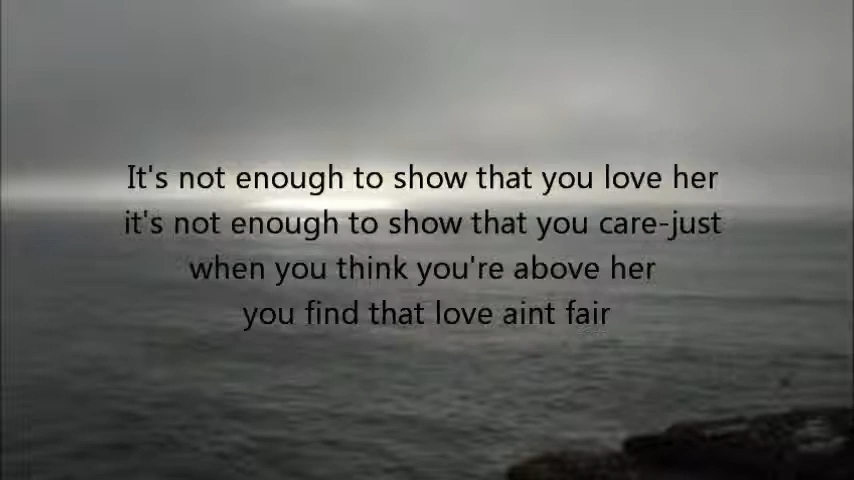 It's not enough to show that you love her
it's not enough to show that you care-just
when you think you're above her
you find that love aint fair